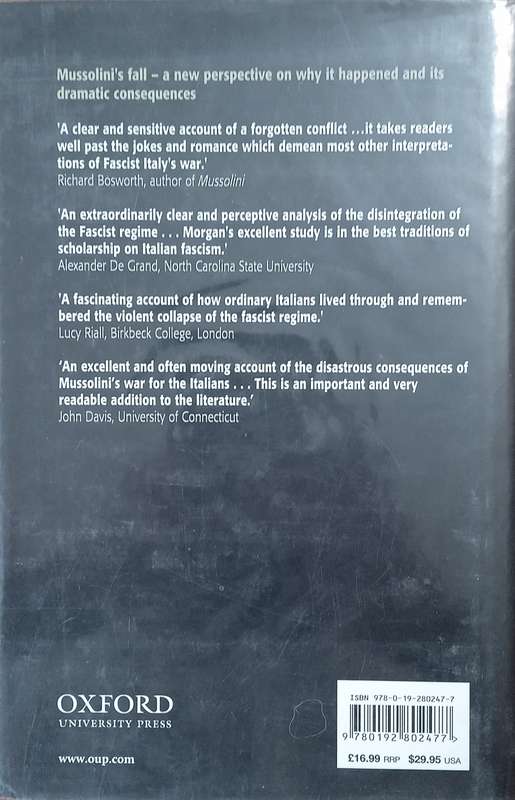 Mussolini's fall – a new perspective on why it happened and its
dramatic consequences
'A clear and sensitive account of a forgotten conflict ...it takes readers
well past the jokes and romance which demean most other interpreta-
tions of Fascist Italy's war.'
Richard Bosworth, author of Mussolini
'An extraordinarily clear and perceptive analysis of the disintegration of
the Fascist regime . . . Morgan's excellent study is in the best traditions of
scholarship on Italian fascism.'
Alexander De Grand, North Carolina State University
'A fascinating account of how ordinary Italians lived through and remem-
bered the violent collapse of the fascist regime.'
Lucy Riall, Birkbeck College, London
‘An excellent and often moving account of the disastrous consequences of
Mussolini’s war for the Italians . . . This is an important and very
readable addition to the literature.’
John Davis, University of Connecticut
OXFORD
UNIVERSITY PRESS
www.oup.com
ISBN 978-0-19-280247-7
9 780192 802477 >
£16.99 RRP $29.95 USA